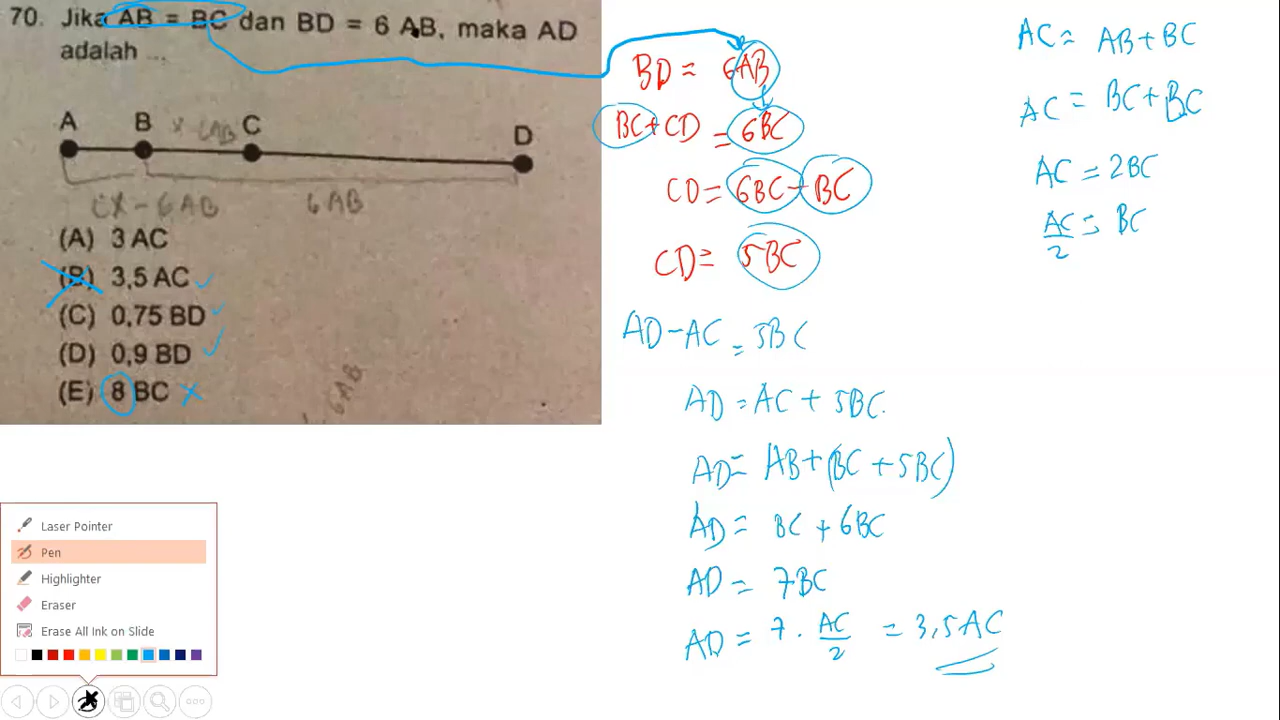 70. Jika AB = BC dan BD = 6 AB, maka AD
adalah ...
A B C D
x - 6AB
6 AB
(A) 3 AC
(B) 3,5 AC
(C) 0,75 BD
(D) 0,9 BD
(E) 8 BC
6AB
BD = 6AB
BC + CD = 6BC
CD = 6BC - BC
CD = 5BC
AD - AC = 5BC
AD = AC + 5BC
AD = AB + (BC + 5BC)
AD = BC + 6BC
AD = 7BC
AD = 7 . AC/2 = 3,5 AC
AC = AB + BC
AC = BC + BC
AC = 2BC
AC/2 = BC
Laser Pointer
Pen
Highlighter
Eraser
Erase All Ink on Slide